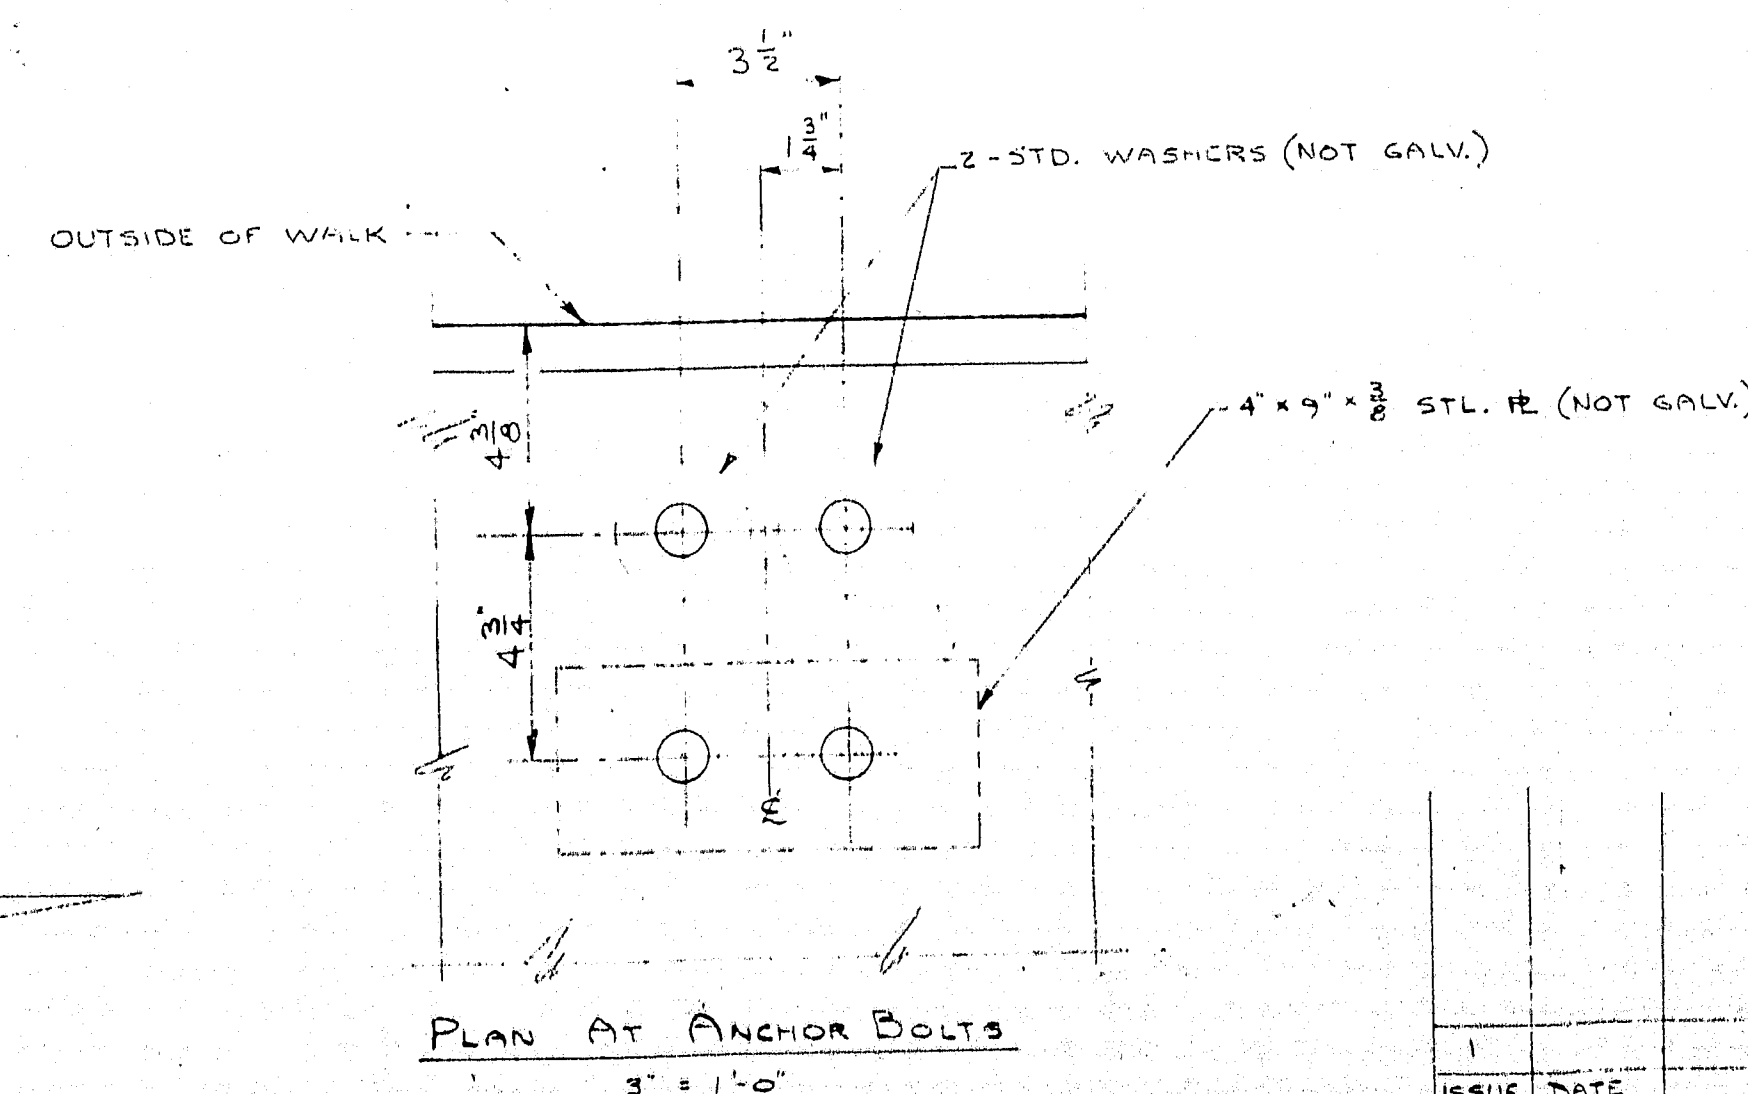 3 1/2"
1 3/4"
2-STD. WASHERS (NOT GALV.)
OUTSIDE OF WALK
4" x 9" x 3/8 STL. PL (NOT GALV.)
4 3/8"
4 3/4"
℄
PLAN AT ANCHOR BOLTS
3" = 1'-0"
1
ISSUE DATE